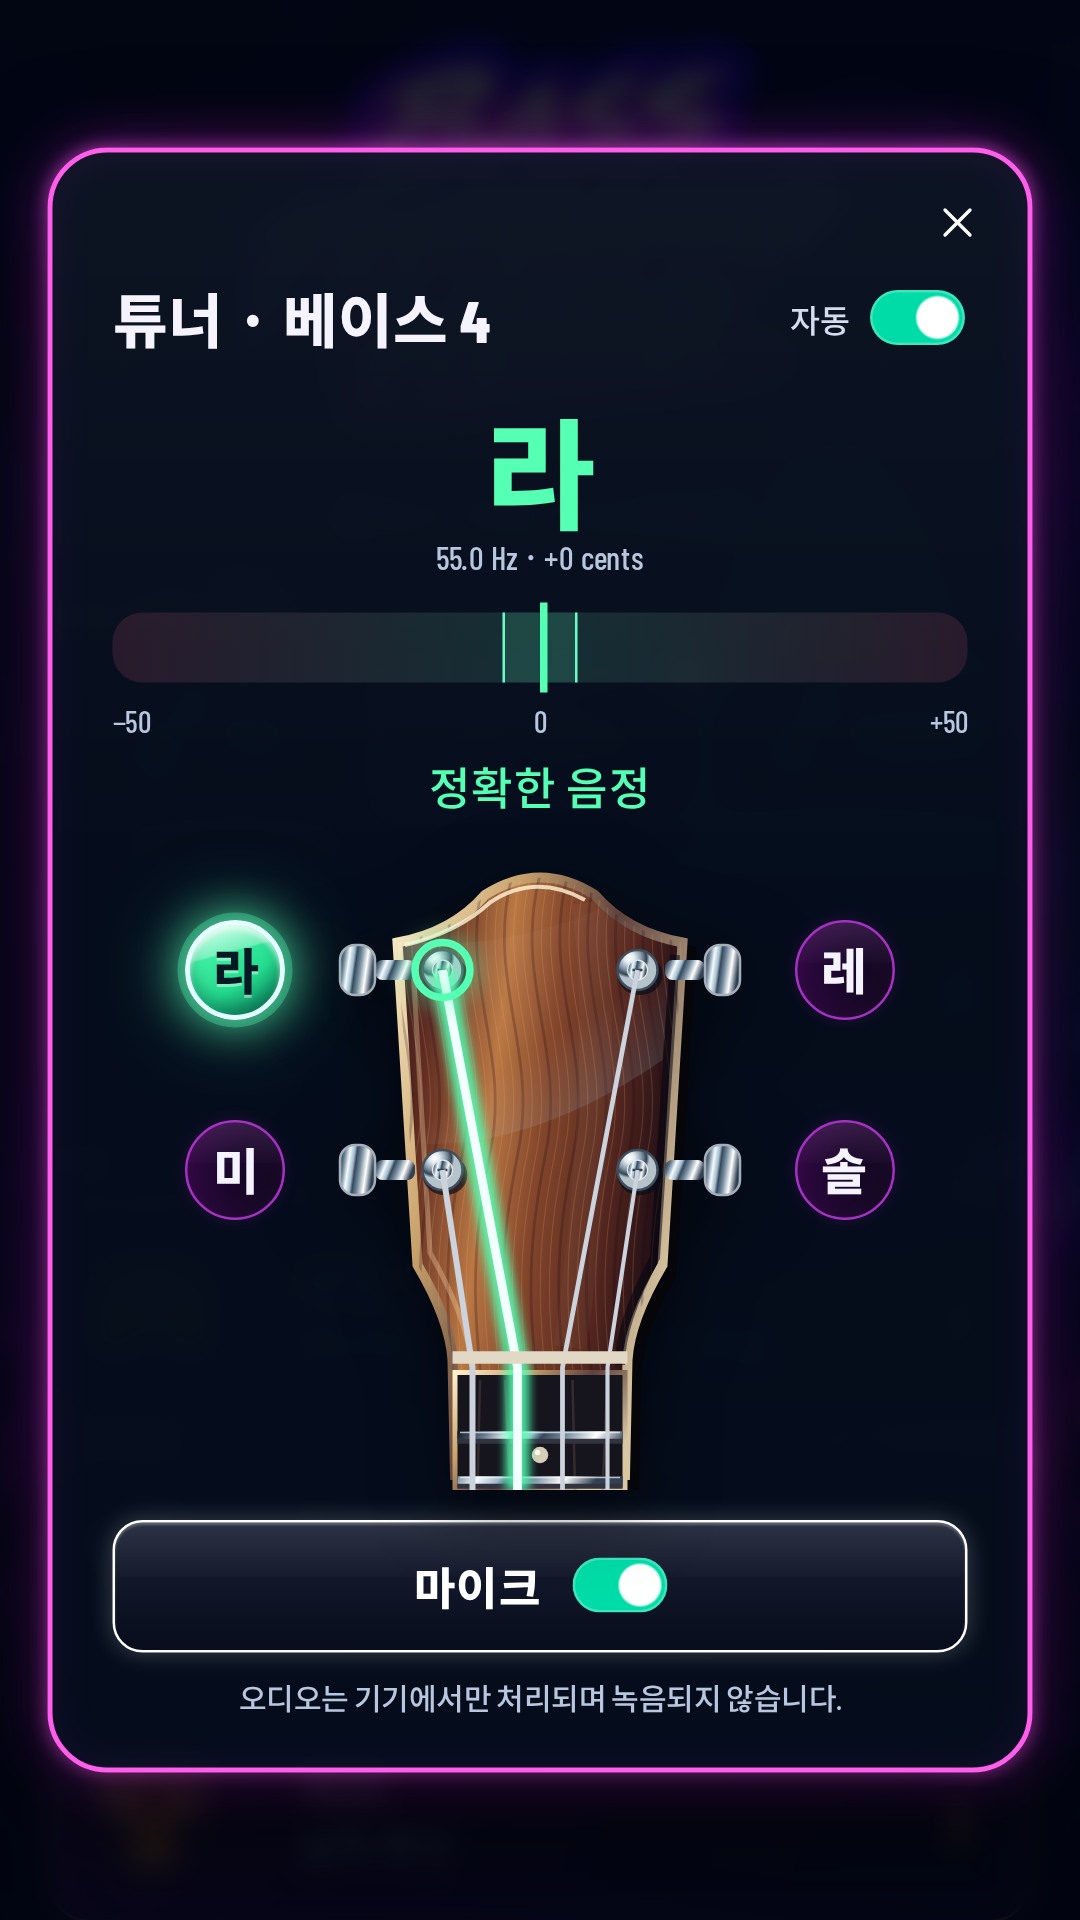 튜너 · 베이스 4
자동
라
55.0 Hz · +0 cents
−50 0 +50
정확한 음정
라 레
미 솔
마이크
오디오는 기기에서만 처리되며 녹음되지 않습니다.